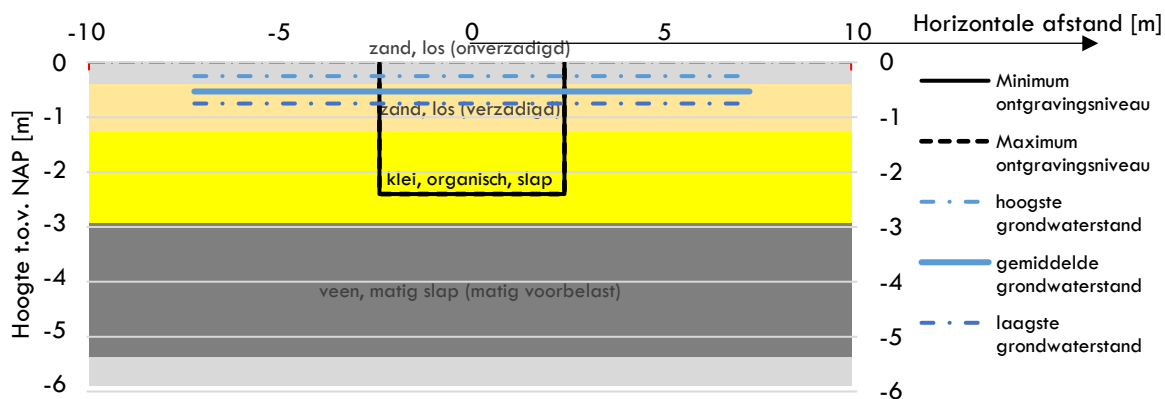 Horizontale afstand [m]
-10 -5 0 5 10
zand, los (onverzadigd)
0 0
-1 -1
zand, los (verzadigd)
-2 -2
klei, organisch, slap
-3 -3
-4 -4
veen, matig slap (matig voorbelast)
-5 -5
-6 -6
Hoogte t.o.v. NAP [m]
Minimum
ontgravingsniveau
Maximum
ontgravingsniveau
hoogste
grondwaterstand
gemiddelde
grondwaterstand
laagste
grondwaterstand